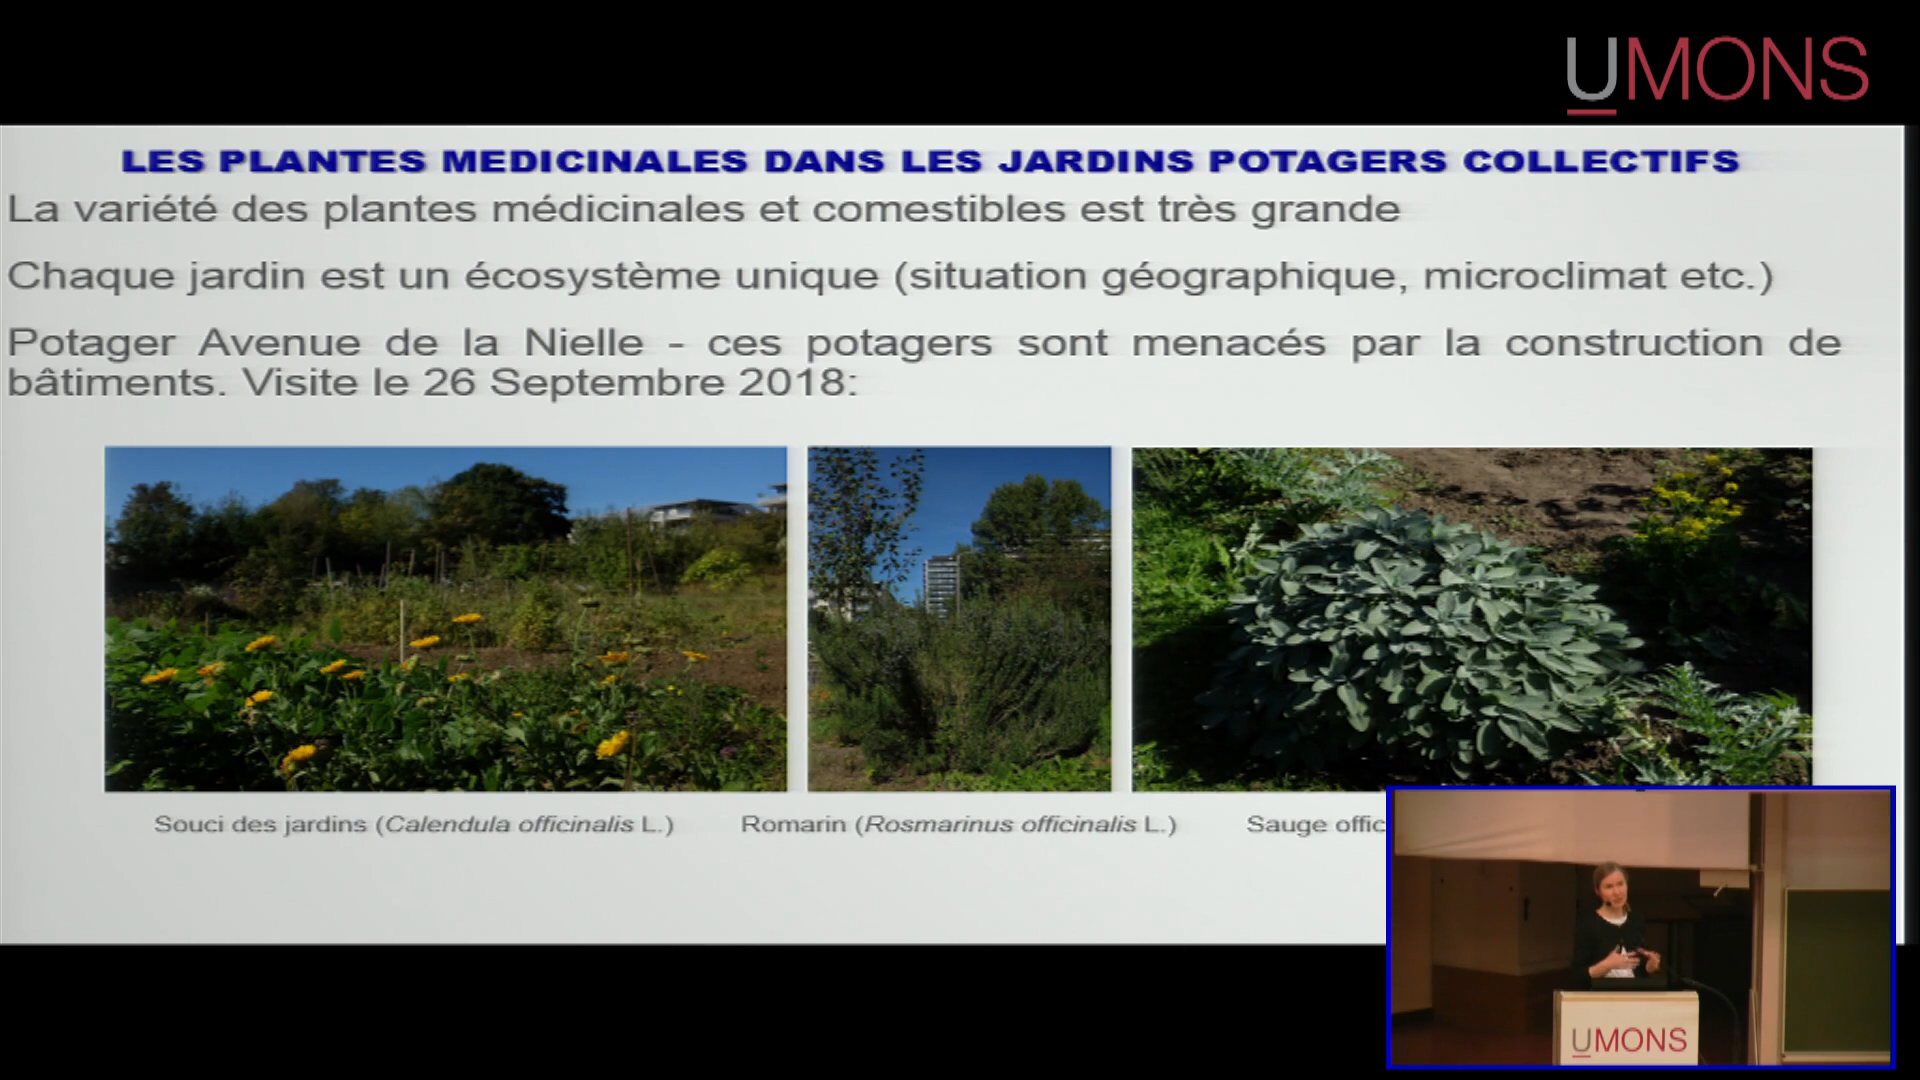 UMONS
LES PLANTES MEDICINALES DANS LES JARDINS POTAGERS COLLECTIFS
La variété des plantes médicinales et comestibles est très grande
Chaque jardin est un écosystème unique (situation géographique, microclimat etc.)
Potager Avenue de la Nielle - ces potagers sont menacés par la construction de
bâtiments. Visite le 26 Septembre 2018:
Souci des jardins (Calendula officinalis L.)
Romarin (Rosmarinus officinalis L.)
Sauge
UMONS